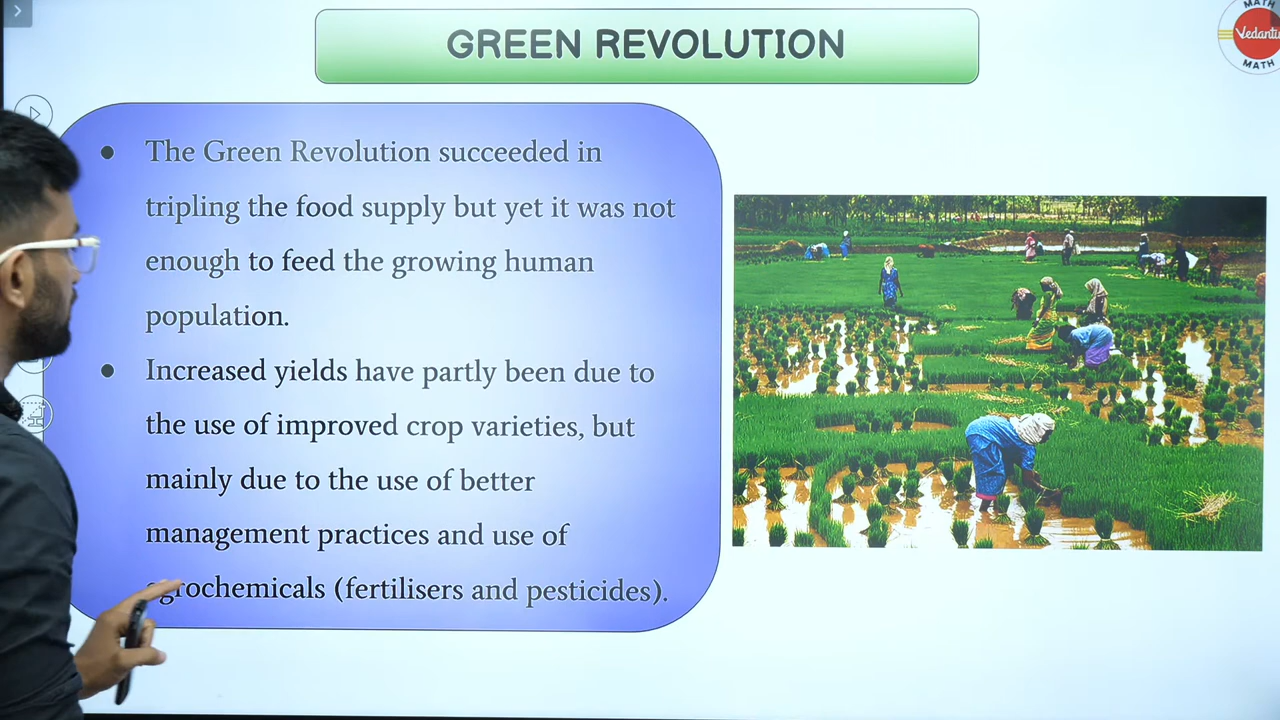 GREEN REVOLUTION
MATH
Vedantu
MATH
● The Green Revolution succeeded in
tripling the food supply but yet it was not
enough to feed the growing human
population.
● Increased yields have partly been due to
the use of improved crop varieties, but
mainly due to the use of better
management practices and use of
agrochemicals (fertilisers and pesticides).